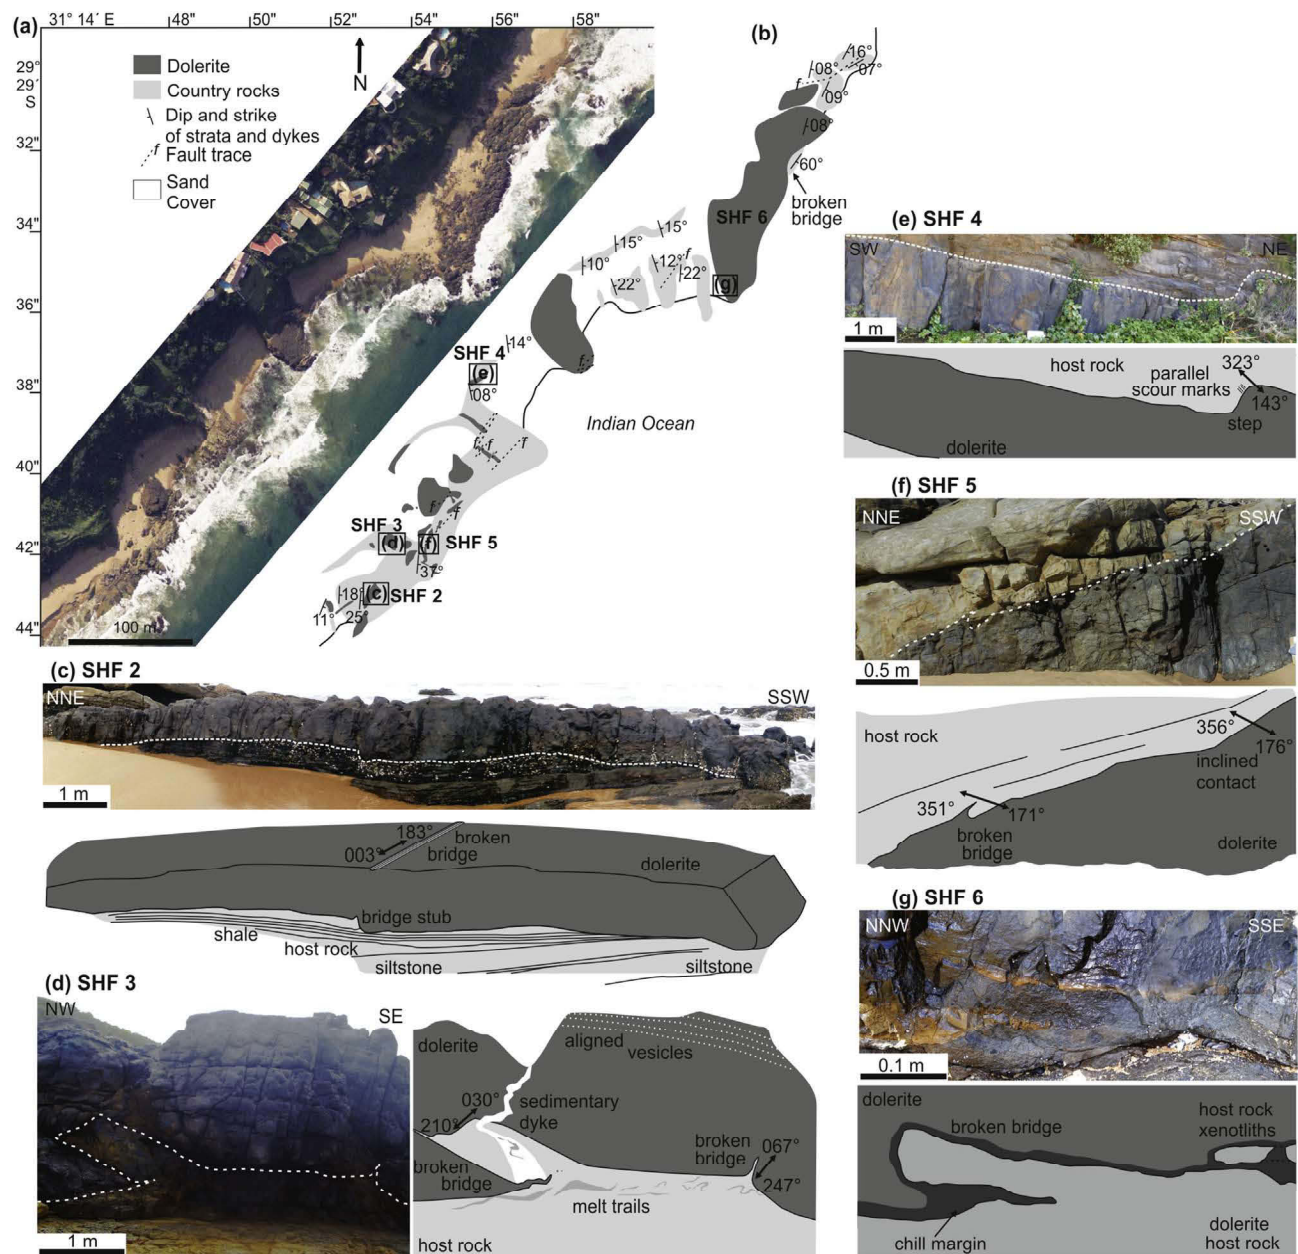 (a)
31° 14´ E
48"
50"
52"
54"
56"
58"
29°
29´
S
32"
34"
36"
38"
40"
42"
44"
N
Dolerite
Country rocks
Dip and strike
of strata and dykes
f
Fault trace
Sand
Cover
100 m
(b)
16°
08°
07°
f
09°
08°
60°
broken
bridge
SHF 6
15°
15°
10°
12°
f
22°
22°
(g)
14°
SHF 4
(e)
08°
f
Indian Ocean
f
f
f
f
f
SHF 3
(d)
(f)
SHF 5
37°
18
(c)
SHF 2
11°
25°
(c) SHF 2
NNE
SSW
1 m
183°
003°
broken
bridge
dolerite
bridge stub
shale
host rock
siltstone
siltstone
(d) SHF 3
NW
SE
1 m
dolerite
aligned
vesicles
030°
210°
sedimentary
dyke
broken
bridge
broken
bridge
067°
247°
melt trails
host rock
(e) SHF 4
SW
NE
1 m
host rock
323°
parallel
scour marks
143°
step
dolerite
(f) SHF 5
NNE
SSW
0.5 m
host rock
356°
176°
inclined
contact
351°
171°
broken
bridge
dolerite
(g) SHF 6
NNW
SSE
0.1 m
dolerite
broken bridge
host rock
xenotliths
chill margin
dolerite
host rock